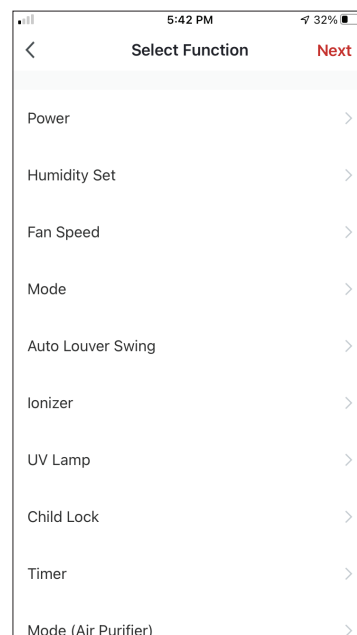 5:42 PM 32%
Select Function Next
Power
Humidity Set
Fan Speed
Mode
Auto Louver Swing
Ionizer
UV Lamp
Child Lock
Timer
Mode (Air Purifier)